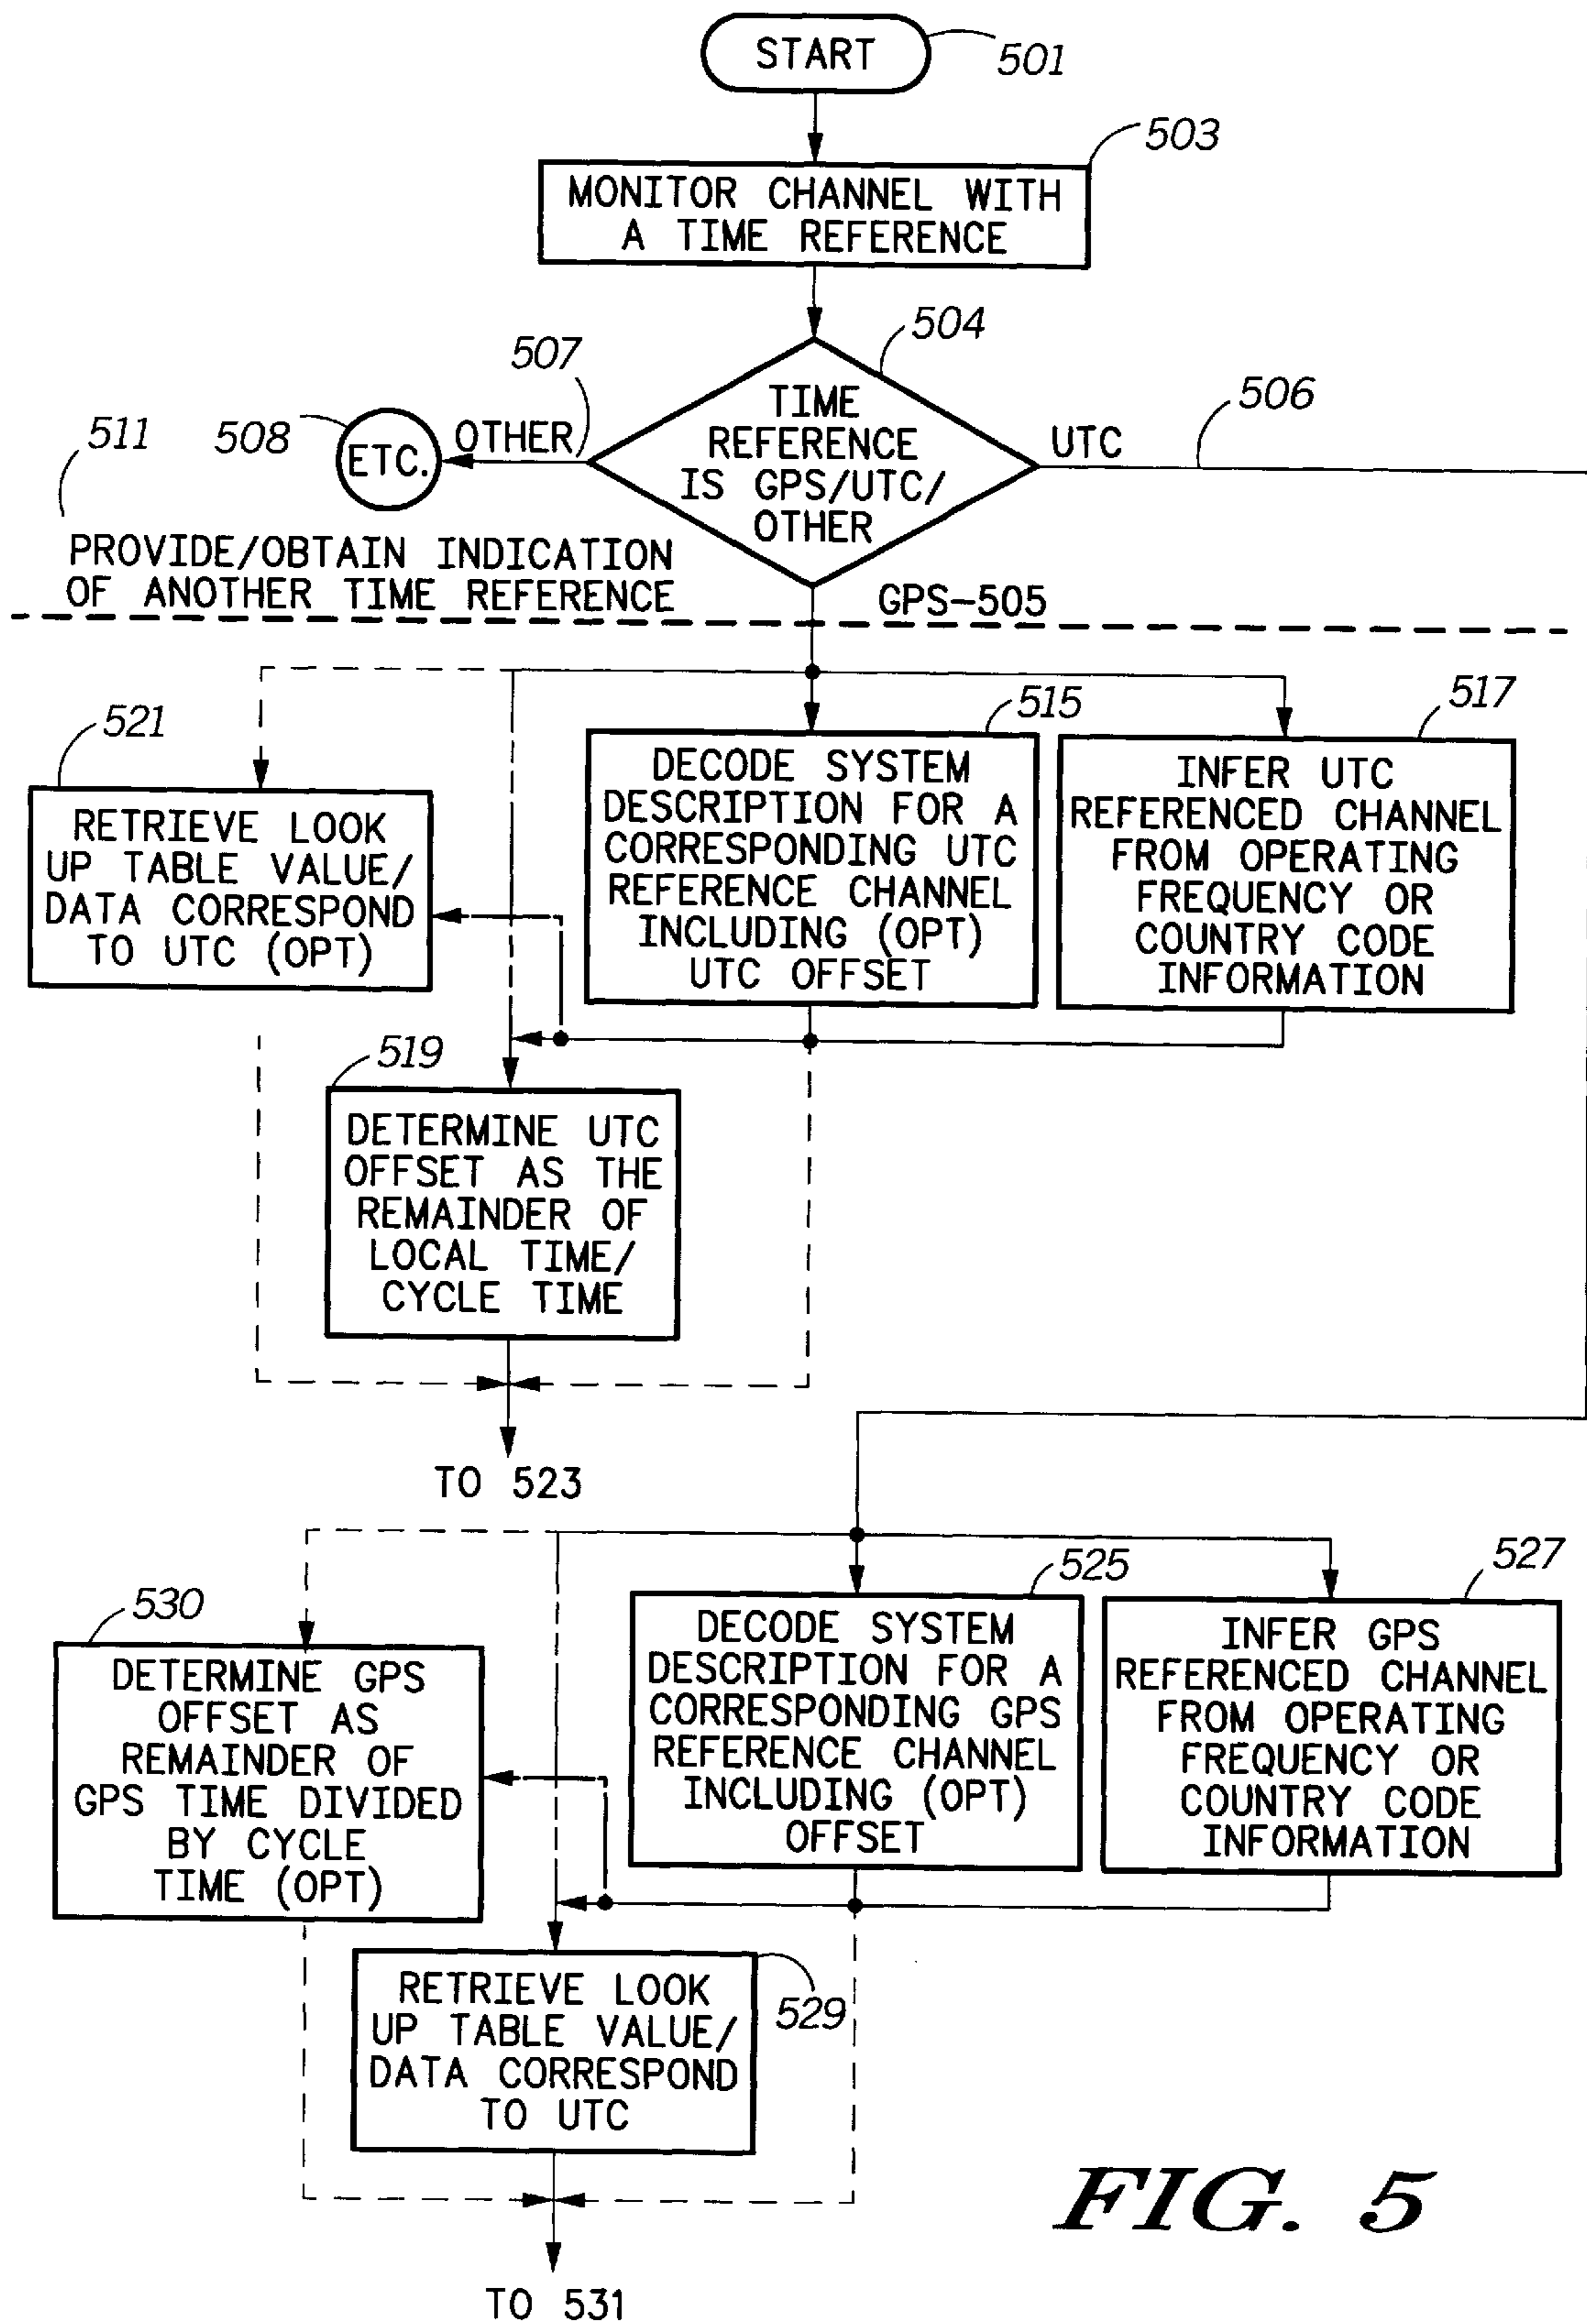 START
501
503
MONITOR CHANNEL WITH
A TIME REFERENCE
504
507
506
511
508
ETC.
OTHER
TIME
REFERENCE
IS GPS/UTC/
OTHER
UTC
PROVIDE/OBTAIN INDICATION
OF ANOTHER TIME REFERENCE
GPS-505
521
RETRIEVE LOOK
UP TABLE VALUE/
DATA CORRESPOND
TO UTC (OPT)
515
DECODE SYSTEM
DESCRIPTION FOR A
CORRESPONDING UTC
REFERENCE CHANNEL
INCLUDING (OPT)
UTC OFFSET
517
INFER UTC
REFERENCED CHANNEL
FROM OPERATING
FREQUENCY OR
COUNTRY CODE
INFORMATION
519
DETERMINE UTC
OFFSET AS THE
REMAINDER OF
LOCAL TIME/
CYCLE TIME
TO 523
530
DETERMINE GPS
OFFSET AS
REMAINDER OF
GPS TIME DIVIDED
BY CYCLE
TIME (OPT)
525
DECODE SYSTEM
DESCRIPTION FOR A
CORRESPONDING GPS
REFERENCE CHANNEL
INCLUDING (OPT)
OFFSET
527
INFER GPS
REFERENCED CHANNEL
FROM OPERATING
FREQUENCY OR
COUNTRY CODE
INFORMATION
529
RETRIEVE LOOK
UP TABLE VALUE/
DATA CORRESPOND
TO UTC
TO 531
FIG. 5